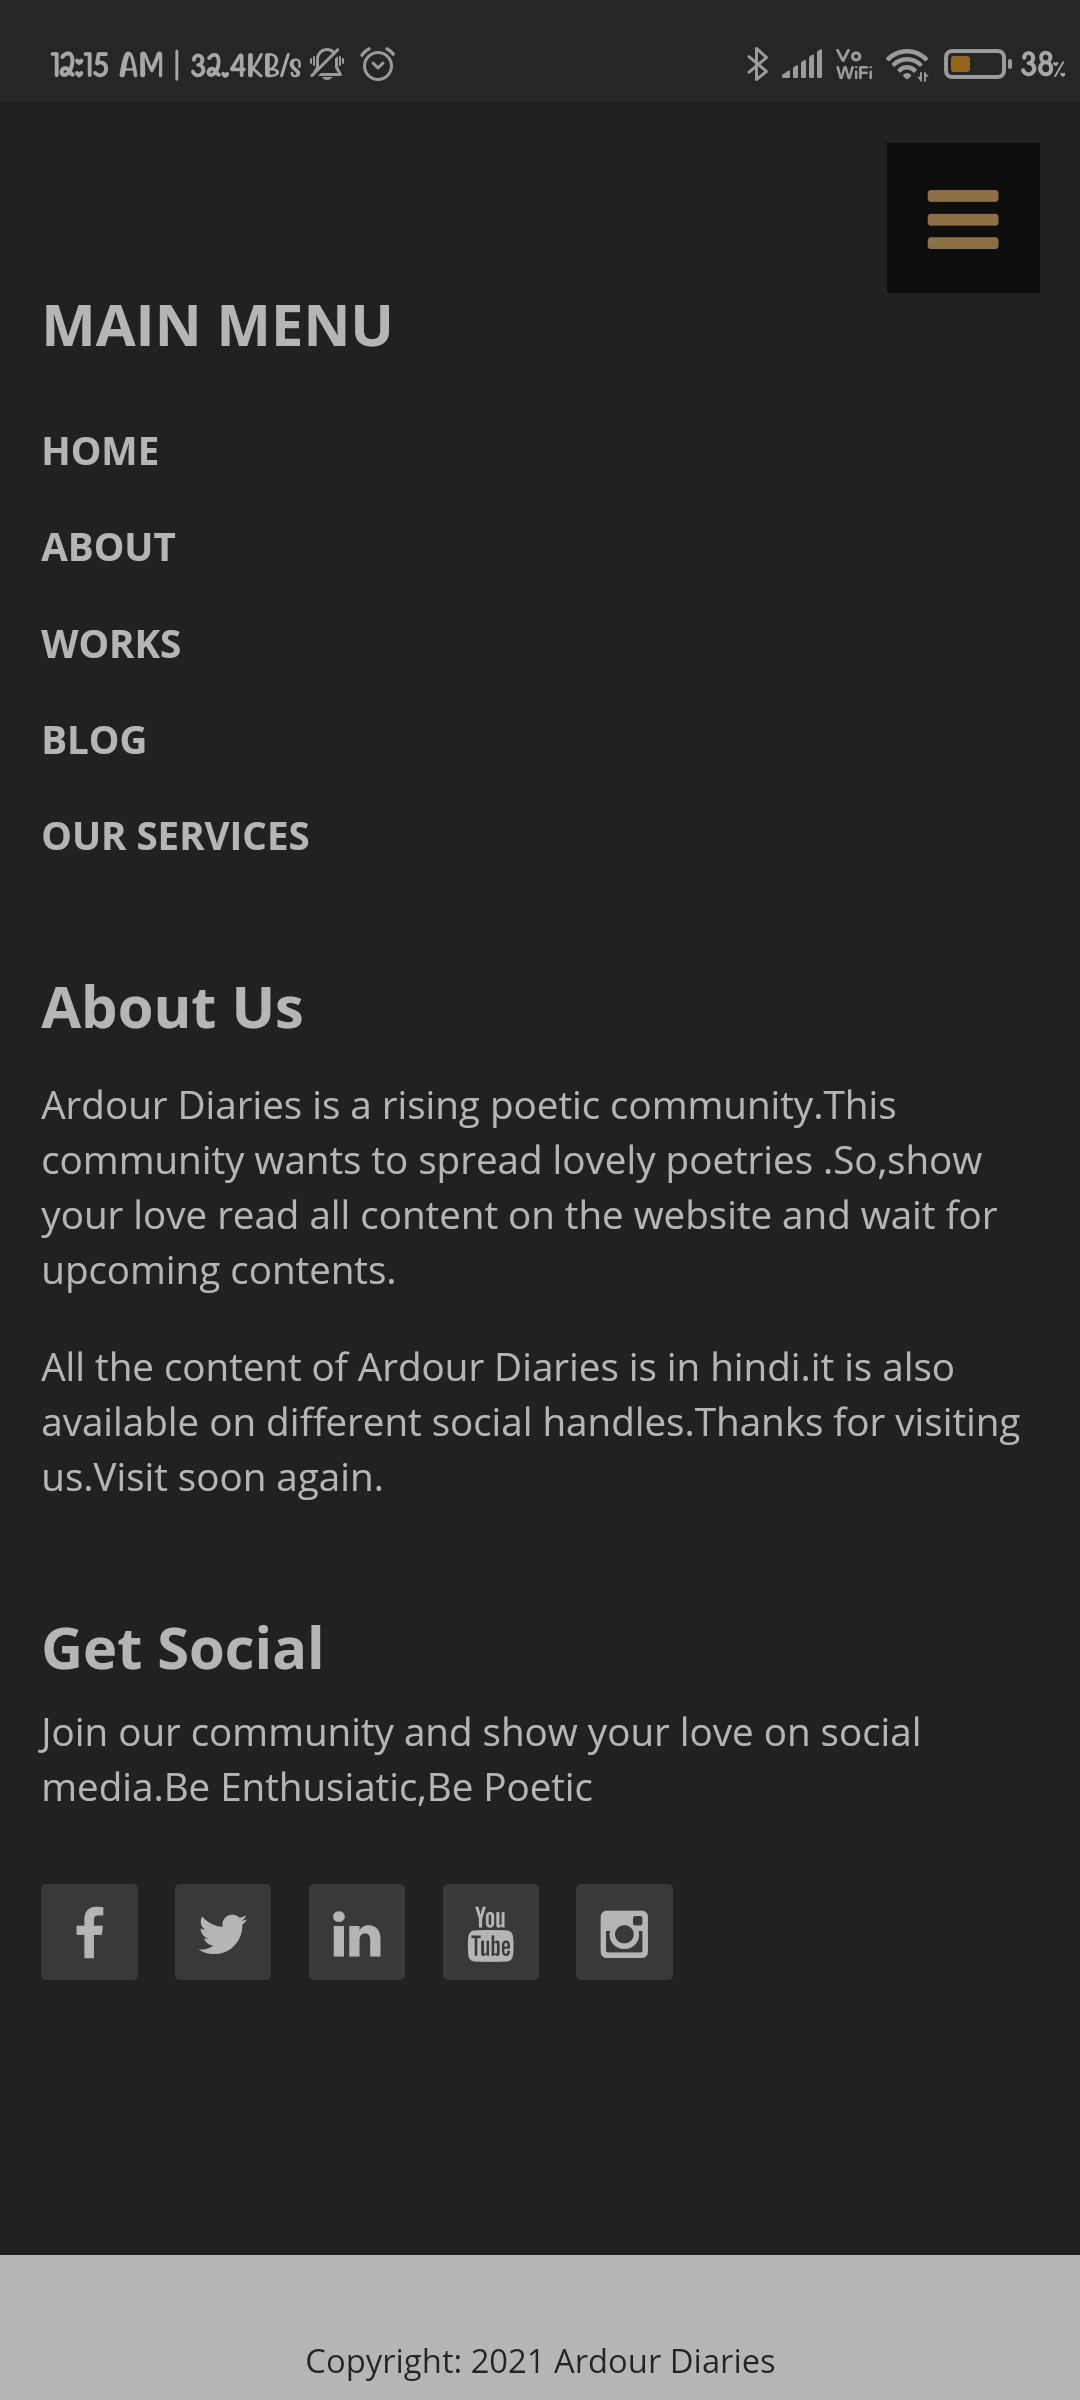 12:15 AM | 32.4KB/s
Vo
WiFi
38%
MAIN MENU
HOME
ABOUT
WORKS
BLOG
OUR SERVICES
About Us
Ardour Diaries is a rising poetic community.This
community wants to spread lovely poetries .So,show
your love read all content on the website and wait for
upcoming contents.
All the content of Ardour Diaries is in hindi.it is also
available on different social handles.Thanks for visiting
us.Visit soon again.
Get Social
Join our community and show your love on social
media.Be Enthusiatic,Be Poetic
f
in
You
Tube
Copyright: 2021 Ardour Diaries